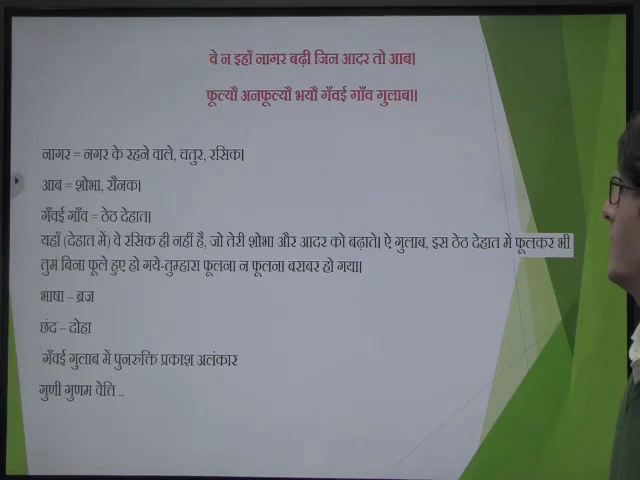 वे न इहाँ नागर बढ़ी जिन आदर तो आब।
फूल्यौ अनफूल्यौ भयौ गँवई गाँव गुलाब।।
नागर = नगर के रहने वाले, चतुर, रसिक।
आब = शोभा, रौनक।
गँवई गाँव = ठेठ देहात।
यहाँ (देहात में) वे रसिक ही नहीं है, जो तेरी शोभा और आदर को बढ़ाते। ऐ गुलाब, इस ठेठ देहात में फूलकर भी
तुम बिना फूले हुए हो गये-तुम्हारा फूलना न फूलना बराबर हो गया।
भाषा – ब्रज
छंद – दोहा
गँवई गुलाब में पुनरुक्ति प्रकाश अलंकार
गुणी गुणम वेत्ति ..